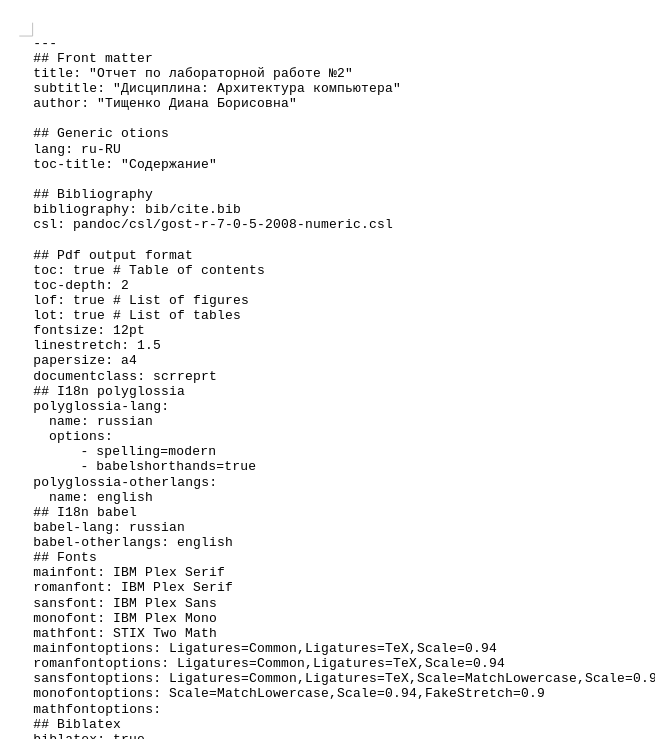 ---
## Front matter
title: "Отчет по лабораторной работе №2"
subtitle: "Дисциплина: Архитектура компьютера"
author: "Тищенко Диана Борисовна"

## Generic otions
lang: ru-RU
toc-title: "Содержание"

## Bibliography
bibliography: bib/cite.bib
csl: pandoc/csl/gost-r-7-0-5-2008-numeric.csl

## Pdf output format
toc: true # Table of contents
toc-depth: 2
lof: true # List of figures
lot: true # List of tables
fontsize: 12pt
linestretch: 1.5
papersize: a4
documentclass: scrreprt
## I18n polyglossia
polyglossia-lang:
  name: russian
  options:
      - spelling=modern
      - babelshorthands=true
polyglossia-otherlangs:
  name: english
## I18n babel
babel-lang: russian
babel-otherlangs: english
## Fonts
mainfont: IBM Plex Serif
romanfont: IBM Plex Serif
sansfont: IBM Plex Sans
monofont: IBM Plex Mono
mathfont: STIX Two Math
mainfontoptions: Ligatures=Common,Ligatures=TeX,Scale=0.94
romanfontoptions: Ligatures=Common,Ligatures=TeX,Scale=0.94
sansfontoptions: Ligatures=Common,Ligatures=TeX,Scale=MatchLowercase,Scale=0.9
monofontoptions: Scale=MatchLowercase,Scale=0.94,FakeStretch=0.9
mathfontoptions:
## Biblatex
biblatex: true